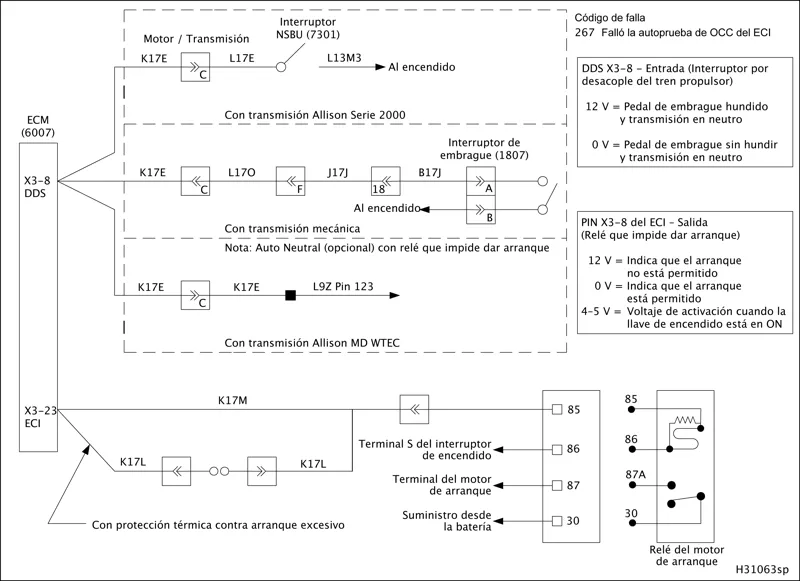 Código de falla
267 Falló la autoprueba de OCC del ECI
Interruptor
NSBU (7301)
Motor / Transmisión
K17E
L17E
L13M3
C
Al encendido
Con transmisión Allison Serie 2000
DDS X3-8 – Entrada (Interruptor por
desacople del tren propulsor)
12 V = Pedal de embrague hundido
y transmisión en neutro
0 V = Pedal de embrague sin hundir
y transmisión en neutro
ECM
(6007)
Interruptor de
embrague (1807)
X3-8
DDS
K17E
L17O
J17J
B17J
C
F
18
A
Al encendido
B
Con transmisión mecánica
Nota: Auto Neutral (opcional) con relé que impide dar arranque
PIN X3-8 del ECI – Salida
(Relé que impide dar arranque)
12 V = Indica que el arranque
no está permitido
0 V = Indica que el arranque
está permitido
4-5 V = Voltaje de activación cuando la
llave de encendido está en ON
K17E
K17E
L9Z Pin 123
C
Con transmisión Allison MD WTEC
X3-23
ECI
K17M
K17L
K17L
Con protección térmica contra arranque excesivo
85
Terminal S del interruptor
de encendido
86
Terminal del motor
de arranque
87
Suministro desde
la batería
30
85
86
87A
30
Relé del motor
de arranque
H31063sp